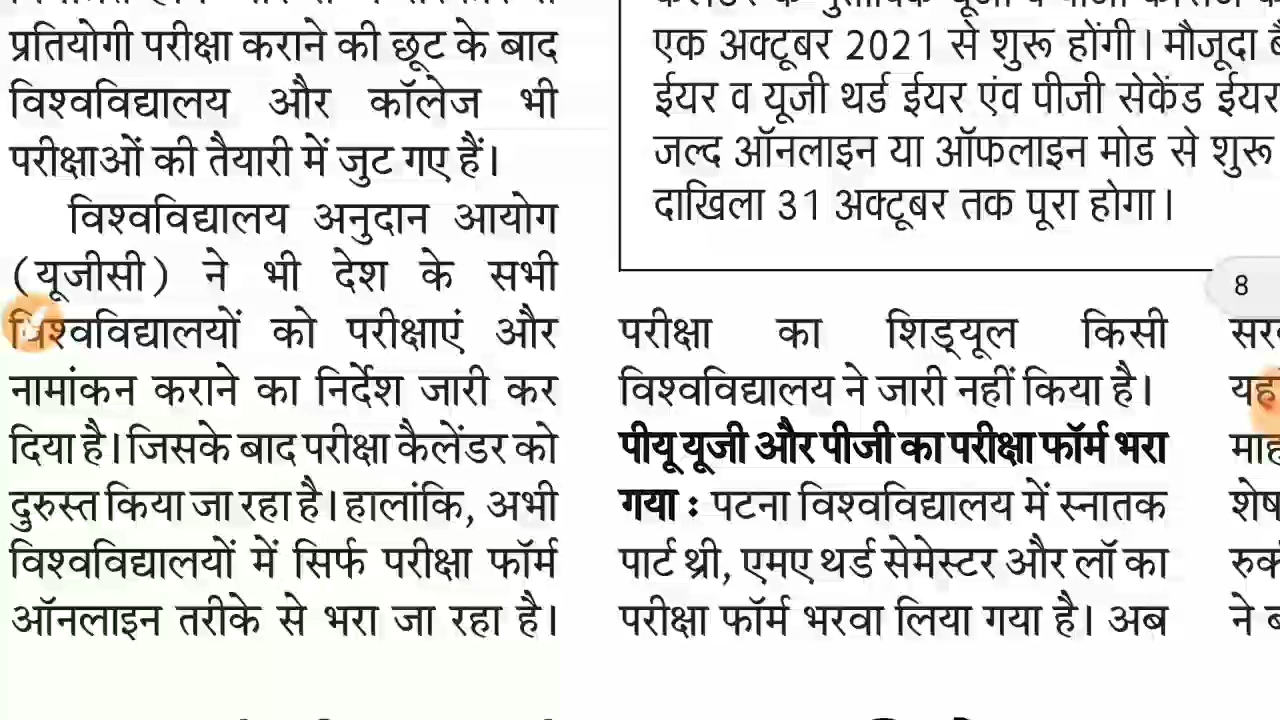 प्रतियोगी परीक्षा कराने की छूट के बाद
विश्वविद्यालय और कॉलेज भी
परीक्षाओं की तैयारी में जुट गए हैं।
विश्वविद्यालय अनुदान आयोग
(यूजीसी) ने भी देश के सभी
विश्वविद्यालयों को परीक्षाएं और
नामांकन कराने का निर्देश जारी कर
दिया है। जिसके बाद परीक्षा कैलेंडर को
दुरुस्त किया जा रहा है। हालांकि, अभी
विश्वविद्यालयों में सिर्फ परीक्षा फॉर्म
ऑनलाइन तरीके से भरा जा रहा है।
एक अक्टूबर 2021 से शुरू होंगी। मौजूदा
ईयर व यूजी थर्ड ईयर एंव पीजी सेकेंड ईयर
जल्द ऑनलाइन या ऑफलाइन मोड से शुरू
दाखिला 31 अक्टूबर तक पूरा होगा।
8
परीक्षा का शिड्यूल किसी
विश्वविद्यालय ने जारी नहीं किया है।
पीयू यूजी और पीजी का परीक्षा फॉर्म भरा
गया : पटना विश्वविद्यालय में स्नातक
पार्ट थ्री, एमए थर्ड सेमेस्टर और लॉ का
परीक्षा फॉर्म भरवा लिया गया है। अब